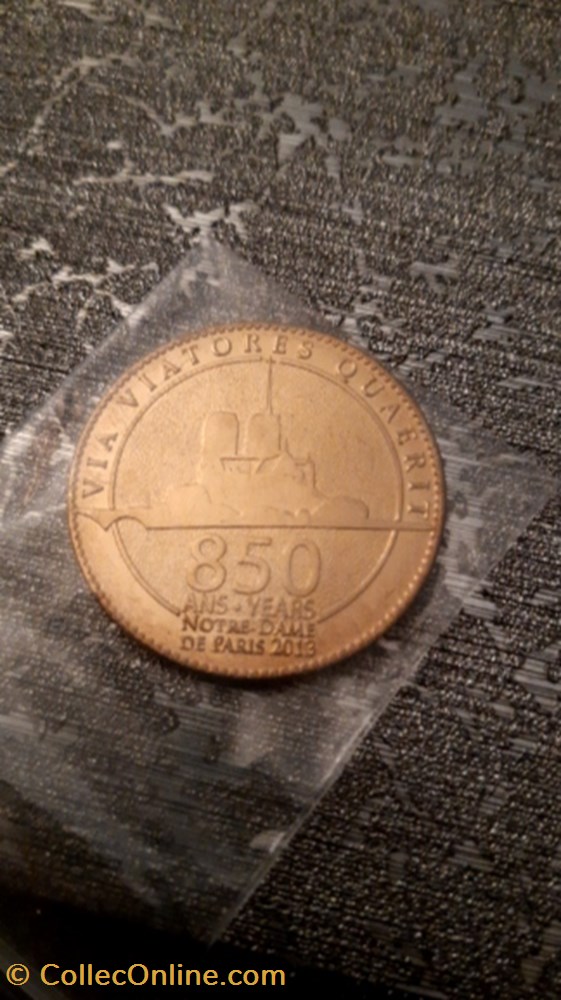 VIA VIATORES QUAERIT
850
ANS • YEARS
NOTRE-DAME
DE PARIS 2013
© CollecOnline.com